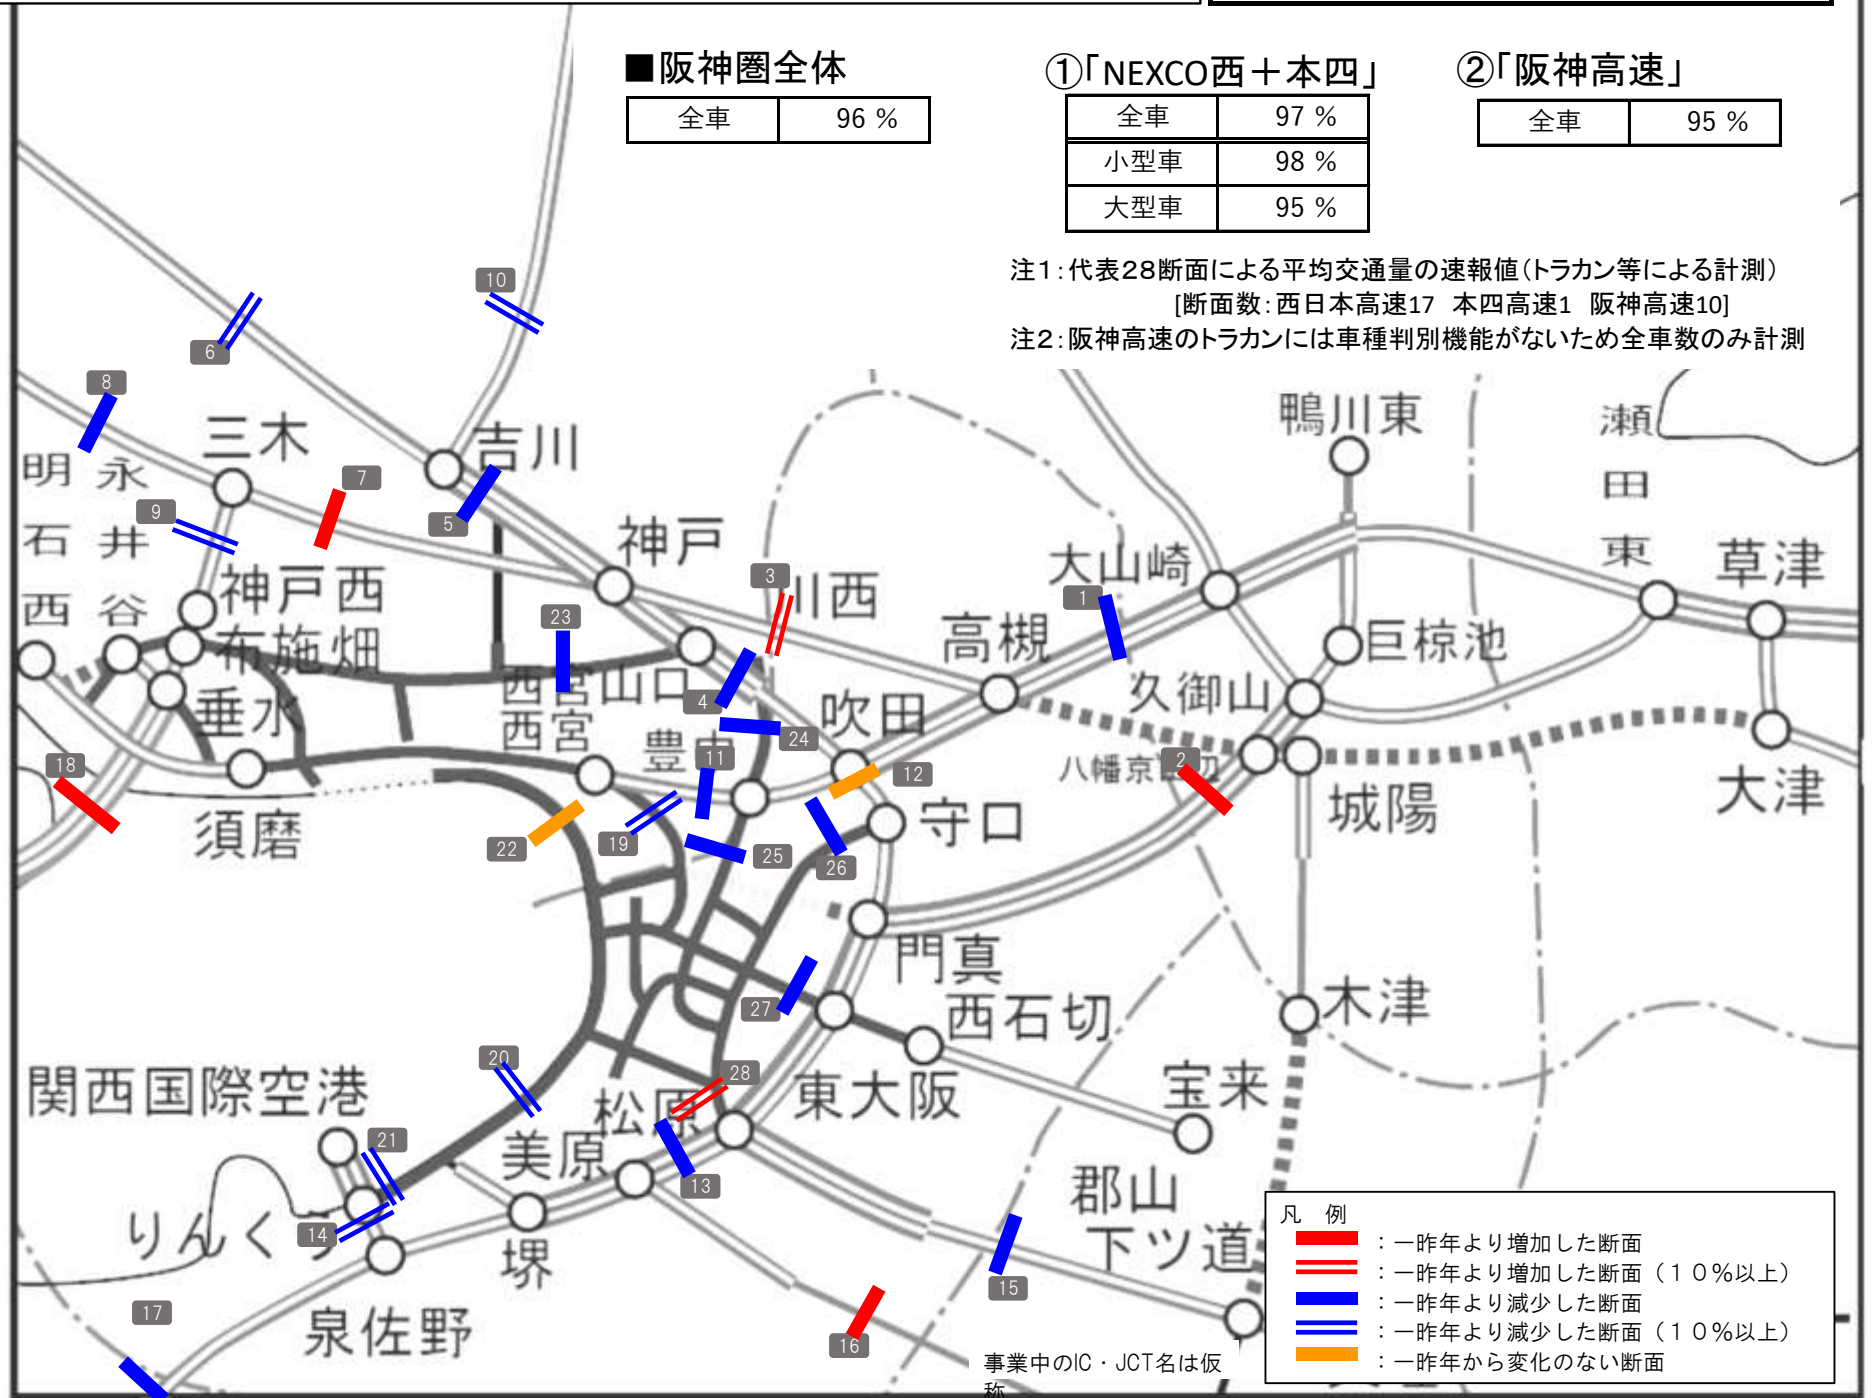 ■阪神圏全体
全車 96 %
①「NEXCO西＋本四」
全車 97 %
小型車 98 %
大型車 95 %
②「阪神高速」
全車 95 %
注1：代表28断面による平均交通量の速報値（トラカン等による計測）
[断面数：西日本高速17 本四高速1 阪神高速10]
注2：阪神高速のトラカンには車種判別機能がないため全車数のみ計測
10
6
8
三木
吉川
鴨川東
瀬田東
明石西
永井谷
7
9
5
神戸
大山崎
草津
神戸西
3
川西
1
23
高槻
巨椋池
布施畑
西宮山口
久御山
垂水
4
吹田
西宮
24
豊中
11
12
2
八幡京田辺
18
大津
城陽
須磨
守口
22
19
25
26
門真
27
西石切
木津
20
28
関西国際空港
松原
東大阪
宝来
21
美原
13
郡山下ツ道
りんくう
14
堺
15
17
泉佐野
16
事業中のIC・JCT名は仮
称
凡 例
：一昨年より増加した断面
：一昨年より増加した断面（１０％以上）
：一昨年より減少した断面
：一昨年より減少した断面（１０％以上）
：一昨年から変化のない断面